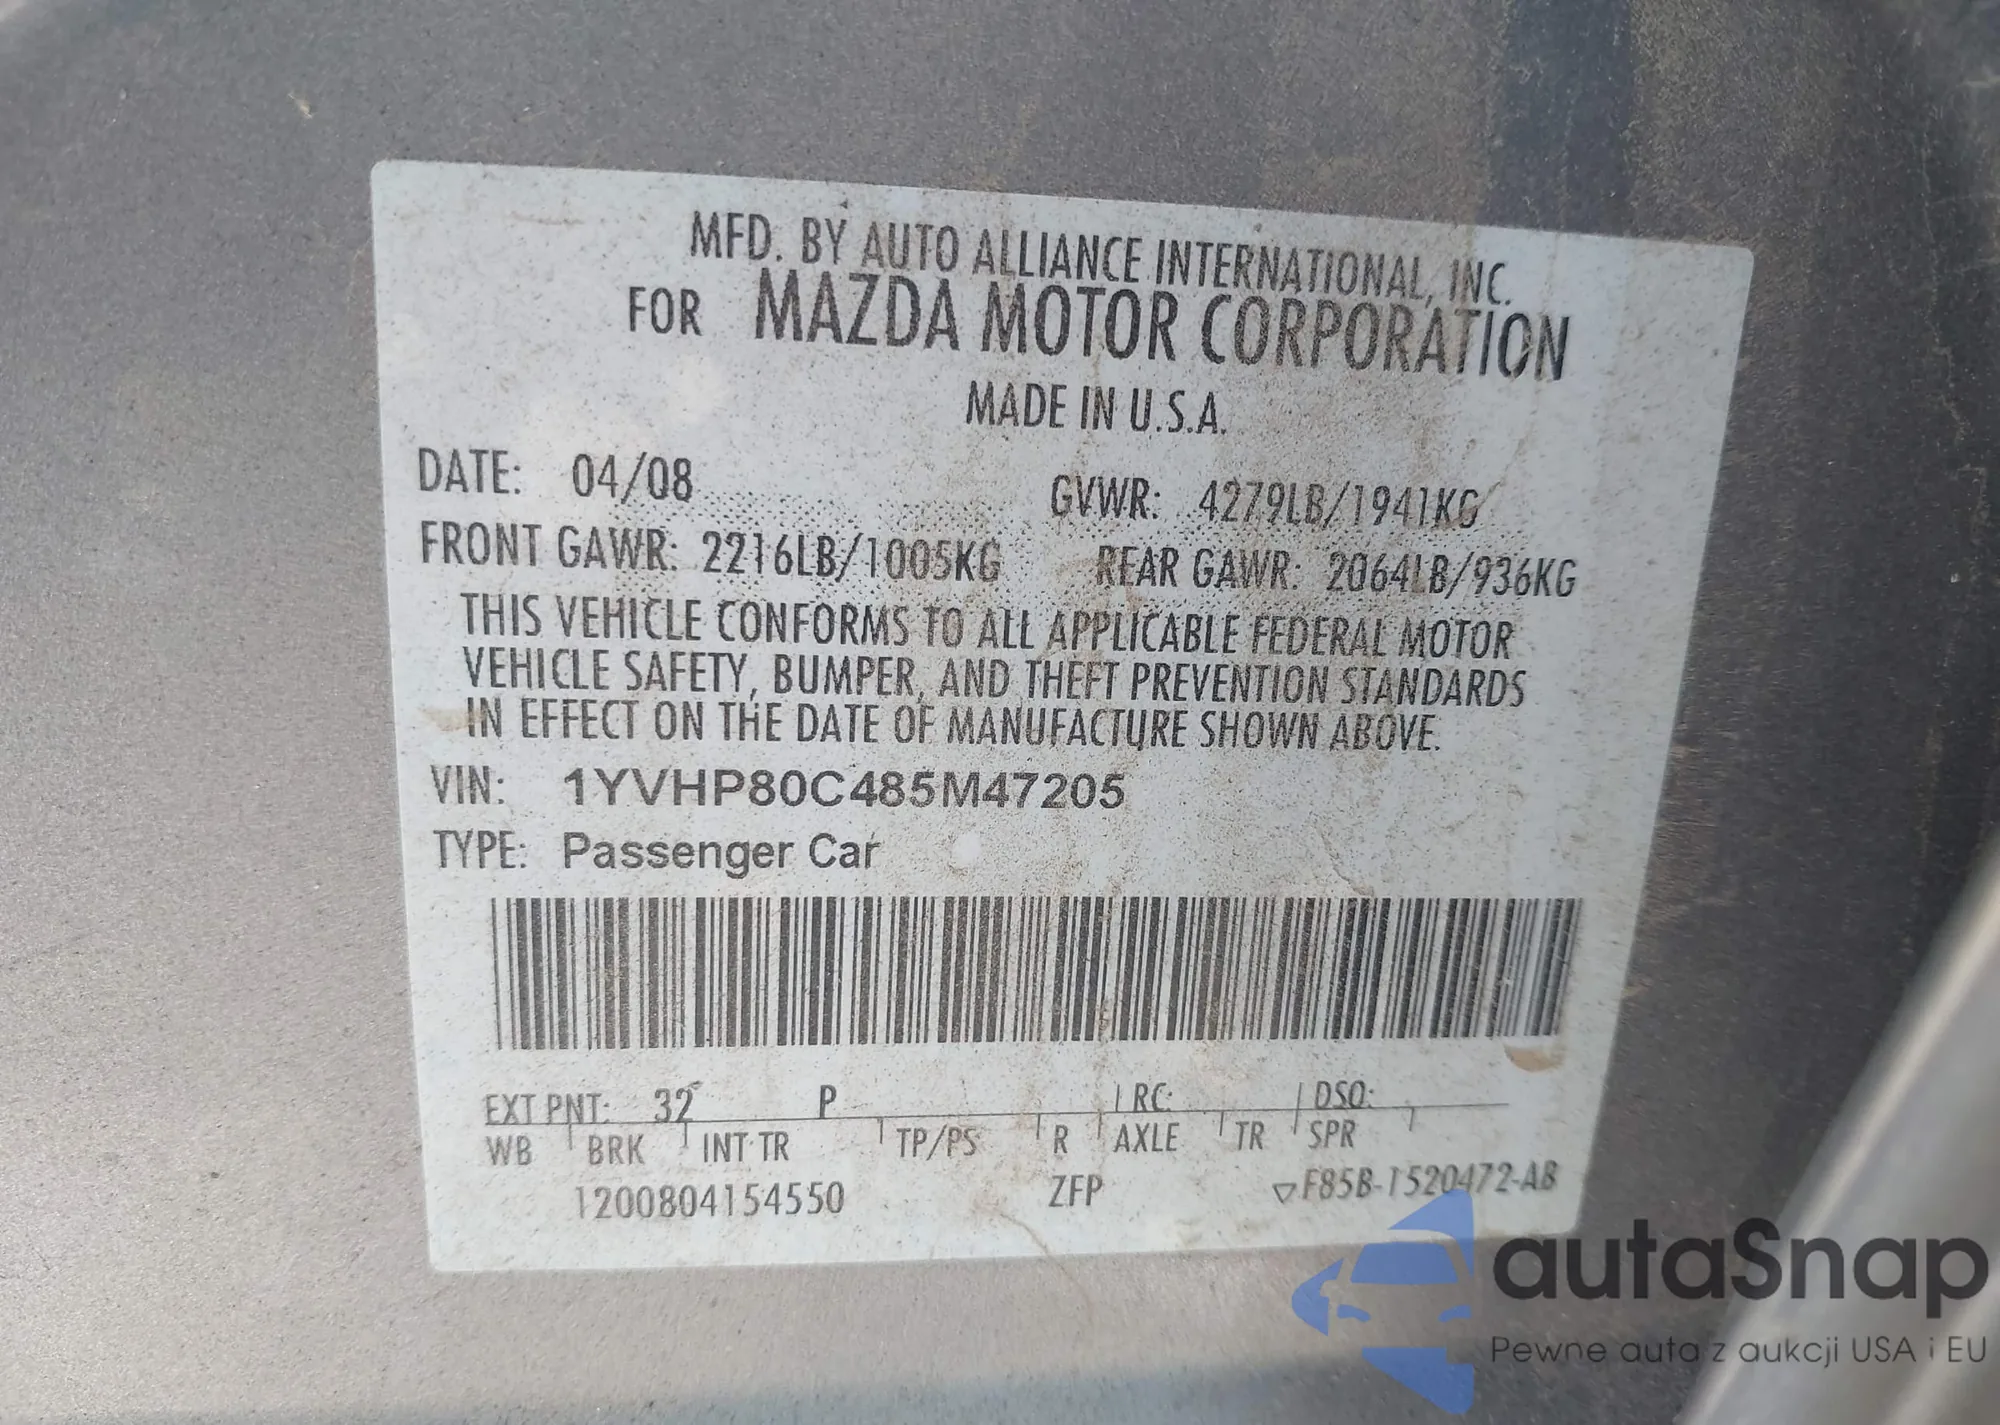 MFD. BY AUTO ALLIANCE INTERNATIONAL, INC.
FOR MAZDA MOTOR CORPORATION
MADE IN U.S.A.
DATE: 04/08 GVWR: 4279LB/1941KG
FRONT GAWR: 2216LB/1005KG REAR GAWR: 2064LB/936KG
THIS VEHICLE CONFORMS TO ALL APPLICABLE FEDERAL MOTOR
VEHICLE SAFETY, BUMPER, AND THEFT PREVENTION STANDARDS
IN EFFECT ON THE DATE OF MANUFACTURE SHOWN ABOVE.
VIN: 1YVHP80C485M47205
TYPE: Passenger Car
EXT PNT: 32 P RC: DSO:
WB BRK INT TR TP/PS R AXLE TR SPR
1200804154550 ZFP F85B-1520472-AB
autaSnap
Pewne auta z aukcji USA i EU